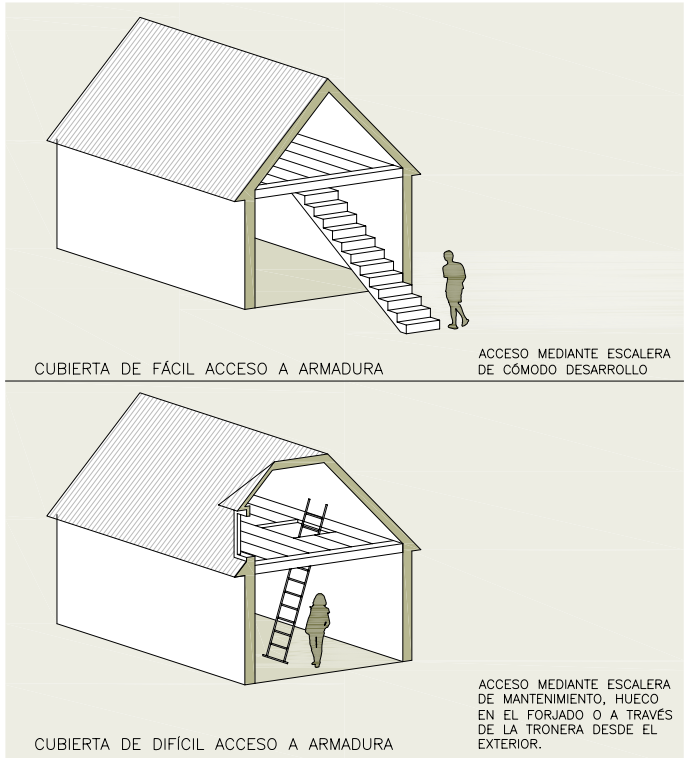 CUBIERTA DE FÁCIL ACCESO A ARMADURA
ACCESO MEDIANTE ESCALERA
DE CÓMODO DESARROLLO
CUBIERTA DE DIFÍCIL ACCESO A ARMADURA
ACCESO MEDIANTE ESCALERA
DE MANTENIMIENTO, HUECO
EN EL FORJADO O A TRAVÉS
DE LA TRONERA DESDE EL
EXTERIOR.